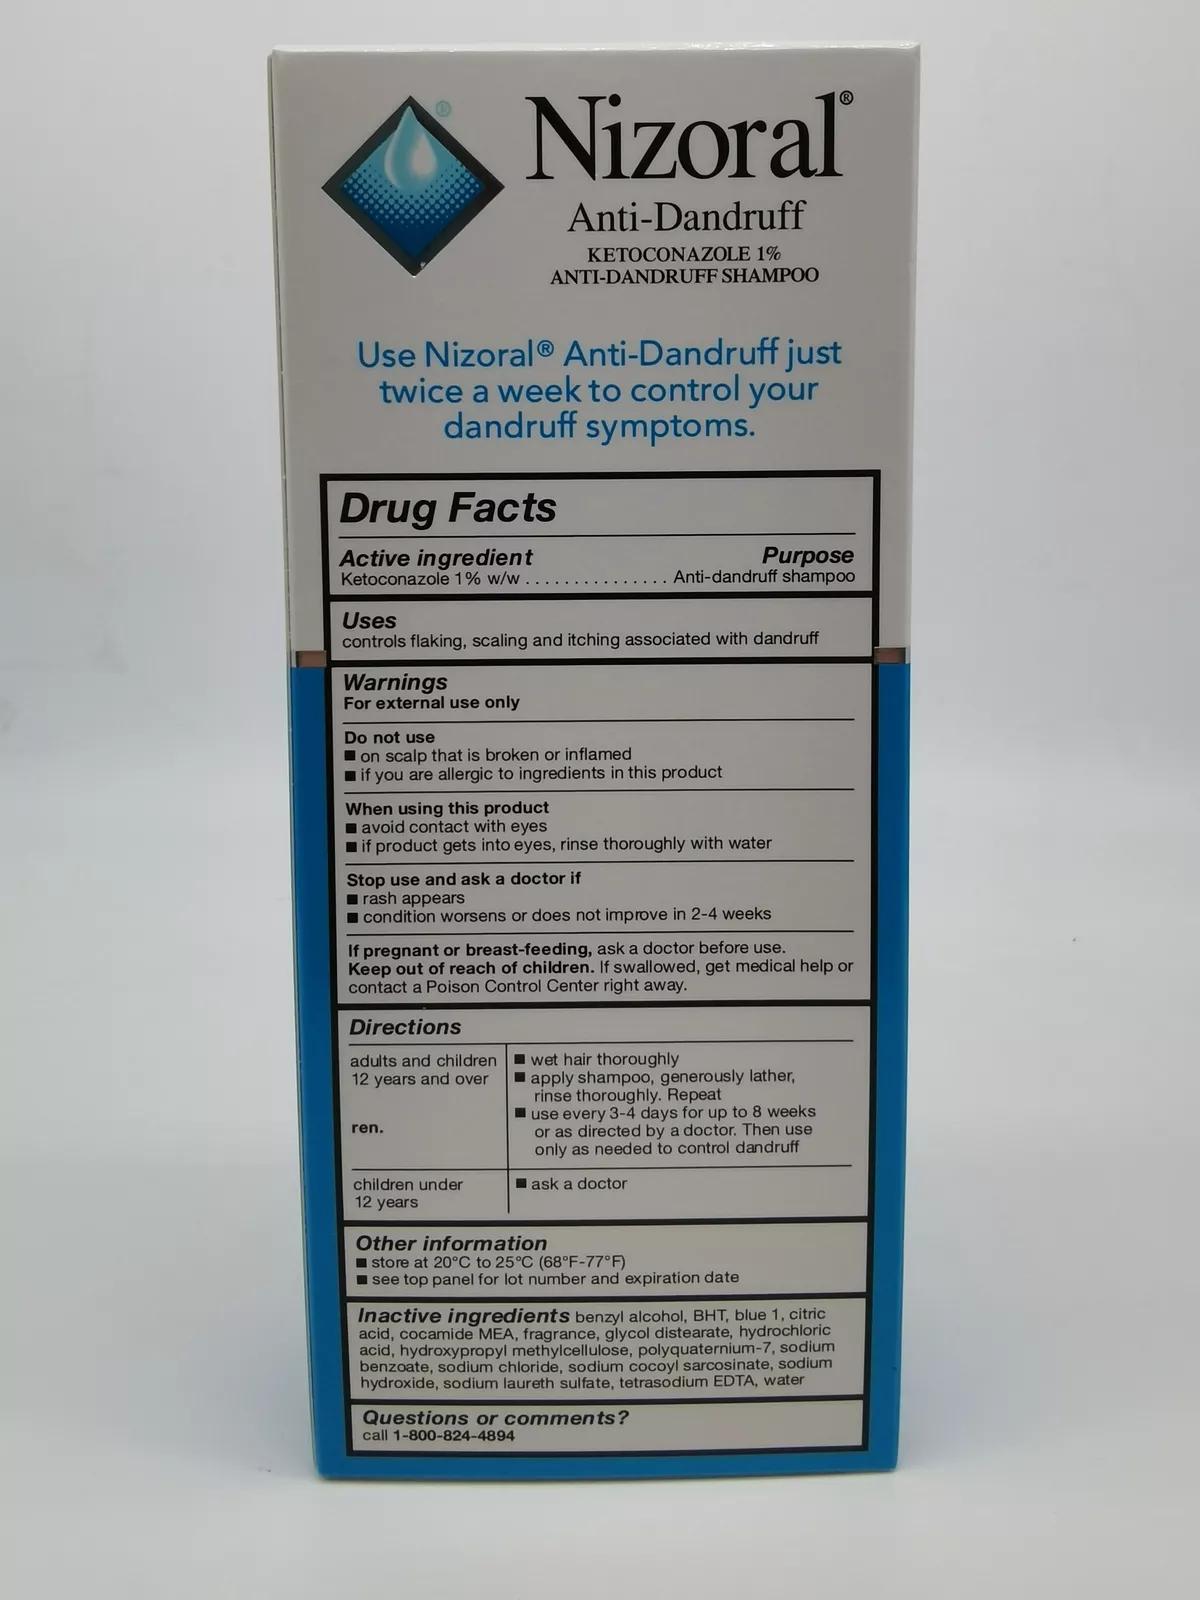 ®
Nizoral®
Anti-Dandruff
KETOCONAZOLE 1%
ANTI-DANDRUFF SHAMPOO
Use Nizoral® Anti-Dandruff just
twice a week to control your
dandruff symptoms.
Drug Facts
Active ingredient Purpose
Ketoconazole 1% w/w ............... Anti-dandruff shampoo
Uses
controls flaking, scaling and itching associated with dandruff
Warnings
For external use only
Do not use
■ on scalp that is broken or inflamed
■ if you are allergic to ingredients in this product
When using this product
■ avoid contact with eyes
■ if product gets into eyes, rinse thoroughly with water
Stop use and ask a doctor if
■ rash appears
■ condition worsens or does not improve in 2-4 weeks
If pregnant or breast-feeding, ask a doctor before use.
Keep out of reach of children. If swallowed, get medical help or
contact a Poison Control Center right away.
Directions
adults and children
12 years and over
ren.
■ wet hair thoroughly
■ apply shampoo, generously lather,
rinse thoroughly. Repeat
■ use every 3-4 days for up to 8 weeks
or as directed by a doctor. Then use
only as needed to control dandruff
children under
12 years
■ ask a doctor
Other information
■ store at 20°C to 25°C (68°F-77°F)
■ see top panel for lot number and expiration date
Inactive ingredients benzyl alcohol, BHT, blue 1, citric
acid, cocamide MEA, fragrance, glycol distearate, hydrochloric
acid, hydroxypropyl methylcellulose, polyquaternium-7, sodium
benzoate, sodium chloride, sodium cocoyl sarcosinate, sodium
hydroxide, sodium laureth sulfate, tetrasodium EDTA, water
Questions or comments?
call 1-800-824-4894